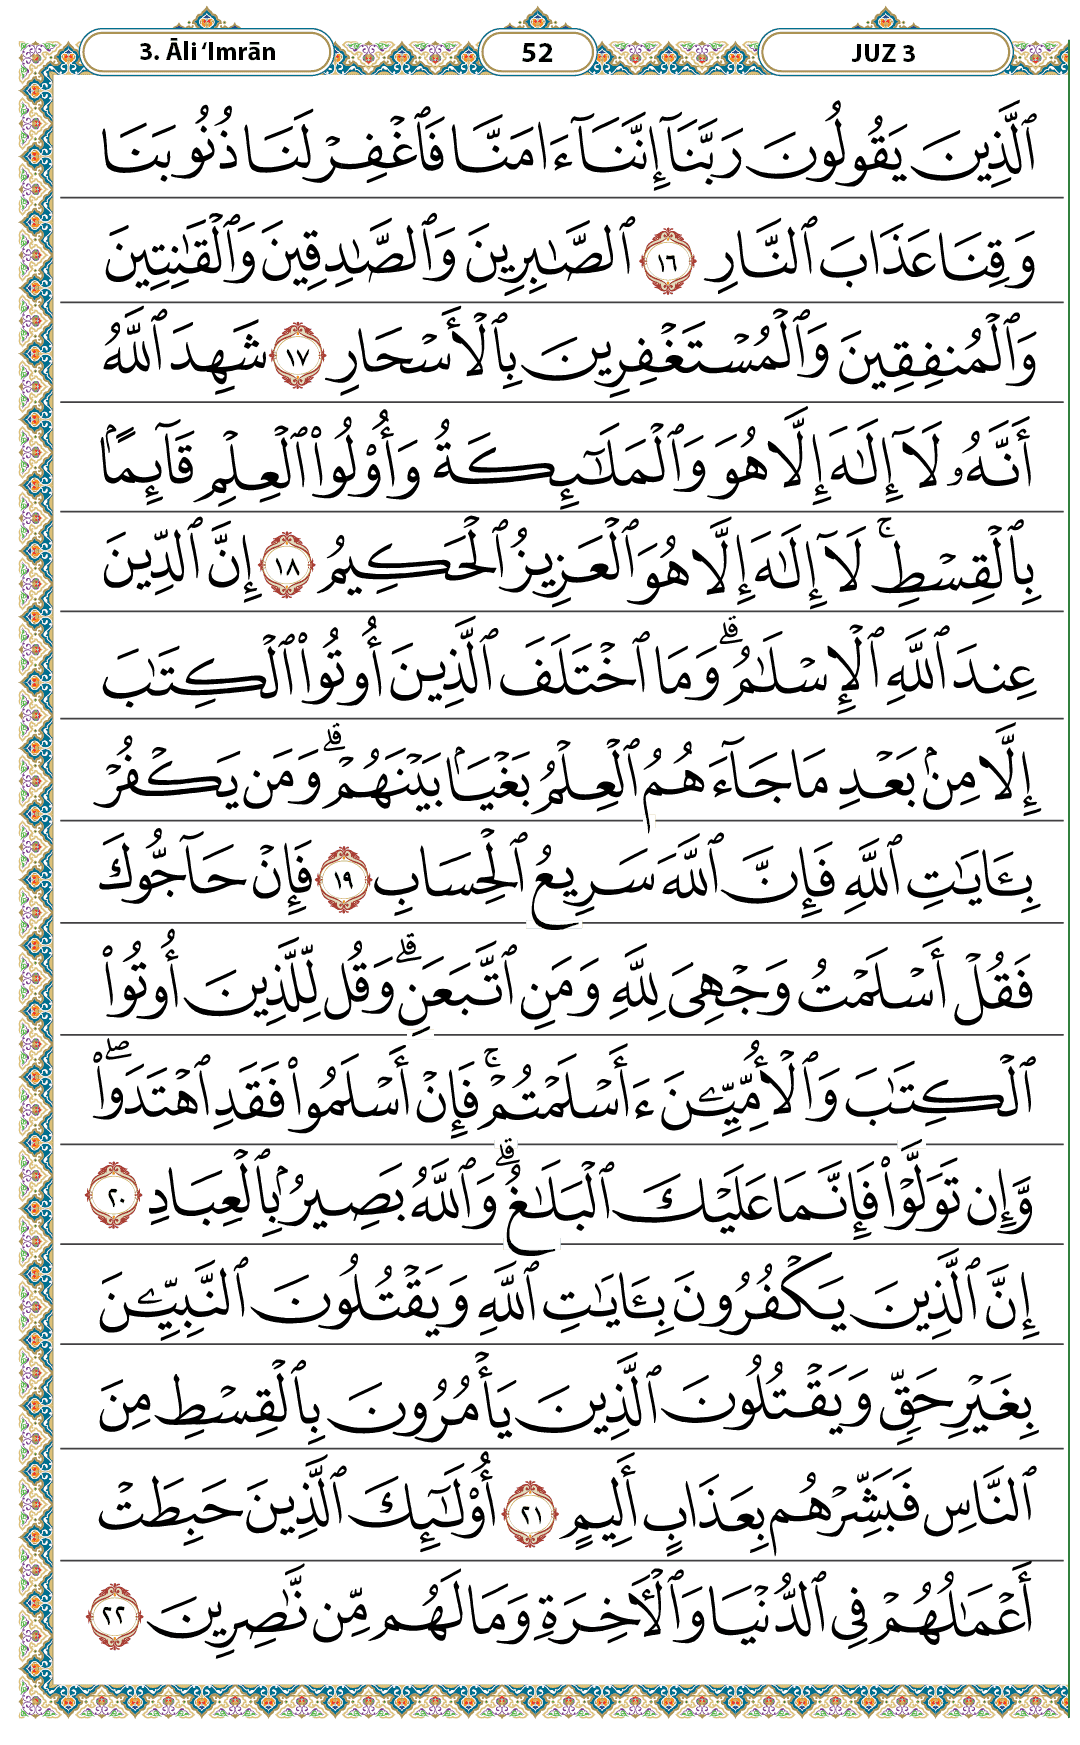 3. Āli ‘Imrān 52 JUZ 3
ٱلَّذِينَ يَقُولُونَ رَبَّنَآ إِنَّنَآ ءَامَنَّا فَٱغْفِرْ لَنَا ذُنُوبَنَا
وَقِنَا عَذَابَ ٱلنَّارِ ١٦ ٱلصَّـٰبِرِينَ وَٱلصَّـٰدِقِينَ وَٱلْقَـٰنِتِينَ
وَٱلْمُنفِقِينَ وَٱلْمُسْتَغْفِرِينَ بِٱلْأَسْحَارِ ١٧ شَهِدَ ٱللَّهُ
أَنَّهُۥ لَآ إِلَـٰهَ إِلَّا هُوَ وَٱلْمَلَـٰٓئِكَةُ وَأُو۟لُوا۟ ٱلْعِلْمِ قَآئِمًۢا
بِٱلْقِسْطِ ۚ لَآ إِلَـٰهَ إِلَّا هُوَ ٱلْعَزِيزُ ٱلْحَكِيمُ ١٨ إِنَّ ٱلدِّينَ
عِندَ ٱللَّهِ ٱلْإِسْلَـٰمُ ۗ وَمَا ٱخْتَلَفَ ٱلَّذِينَ أُوتُوا۟ ٱلْكِتَـٰبَ
إِلَّا مِنۢ بَعْدِ مَا جَآءَهُمُ ٱلْعِلْمُ بَغْيَۢا بَيْنَهُمْ ۗ وَمَن يَكْفُرْ
بِـَٔايَـٰتِ ٱللَّهِ فَإِنَّ ٱللَّهَ سَرِيعُ ٱلْحِسَابِ ١٩ فَإِنْ حَآجُّوكَ
فَقُلْ أَسْلَمْتُ وَجْهِىَ لِلَّهِ وَمَنِ ٱتَّبَعَنِ ۗ وَقُل لِّلَّذِينَ أُوتُوا۟
ٱلْكِتَـٰبَ وَٱلْأُمِّيِّـۧنَ ءَأَسْلَمْتُمْ ۚ فَإِنْ أَسْلَمُوا۟ فَقَدِ ٱهْتَدَوا۟ ۖ
وَّإِن تَوَلَّوْا۟ فَإِنَّمَا عَلَيْكَ ٱلْبَلَـٰغُ ۗ وَٱللَّهُ بَصِيرُۢ بِٱلْعِبَادِ ٢٠
إِنَّ ٱلَّذِينَ يَكْفُرُونَ بِـَٔايَـٰتِ ٱللَّهِ وَيَقْتُلُونَ ٱلنَّبِيِّـۧنَ
بِغَيْرِ حَقٍّ وَيَقْتُلُونَ ٱلَّذِينَ يَأْمُرُونَ بِٱلْقِسْطِ مِنَ
ٱلنَّاسِ فَبَشِّرْهُم بِعَذَابٍ أَلِيمٍ ٢١ أُو۟لَـٰٓئِكَ ٱلَّذِينَ حَبِطَتْ
أَعْمَـٰلُهُمْ فِى ٱلدُّنْيَا وَٱلْـَٔاخِرَةِ وَمَا لَهُم مِّن نَّـٰصِرِينَ ٢٢